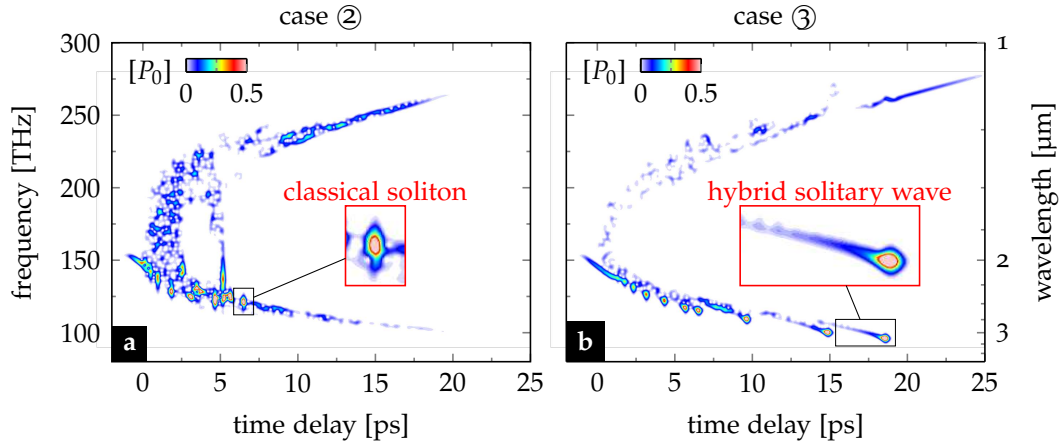 case ②
case ③
300
250
200
150
100
frequency [THz]
[P₀]
0
0.5
classical soliton
a
0
5
10
15
20
25
time delay [ps]
[P₀]
0
0.5
hybrid solitary wave
b
0
5
10
15
20
25
time delay [ps]
1
2
3
wavelength [µm]